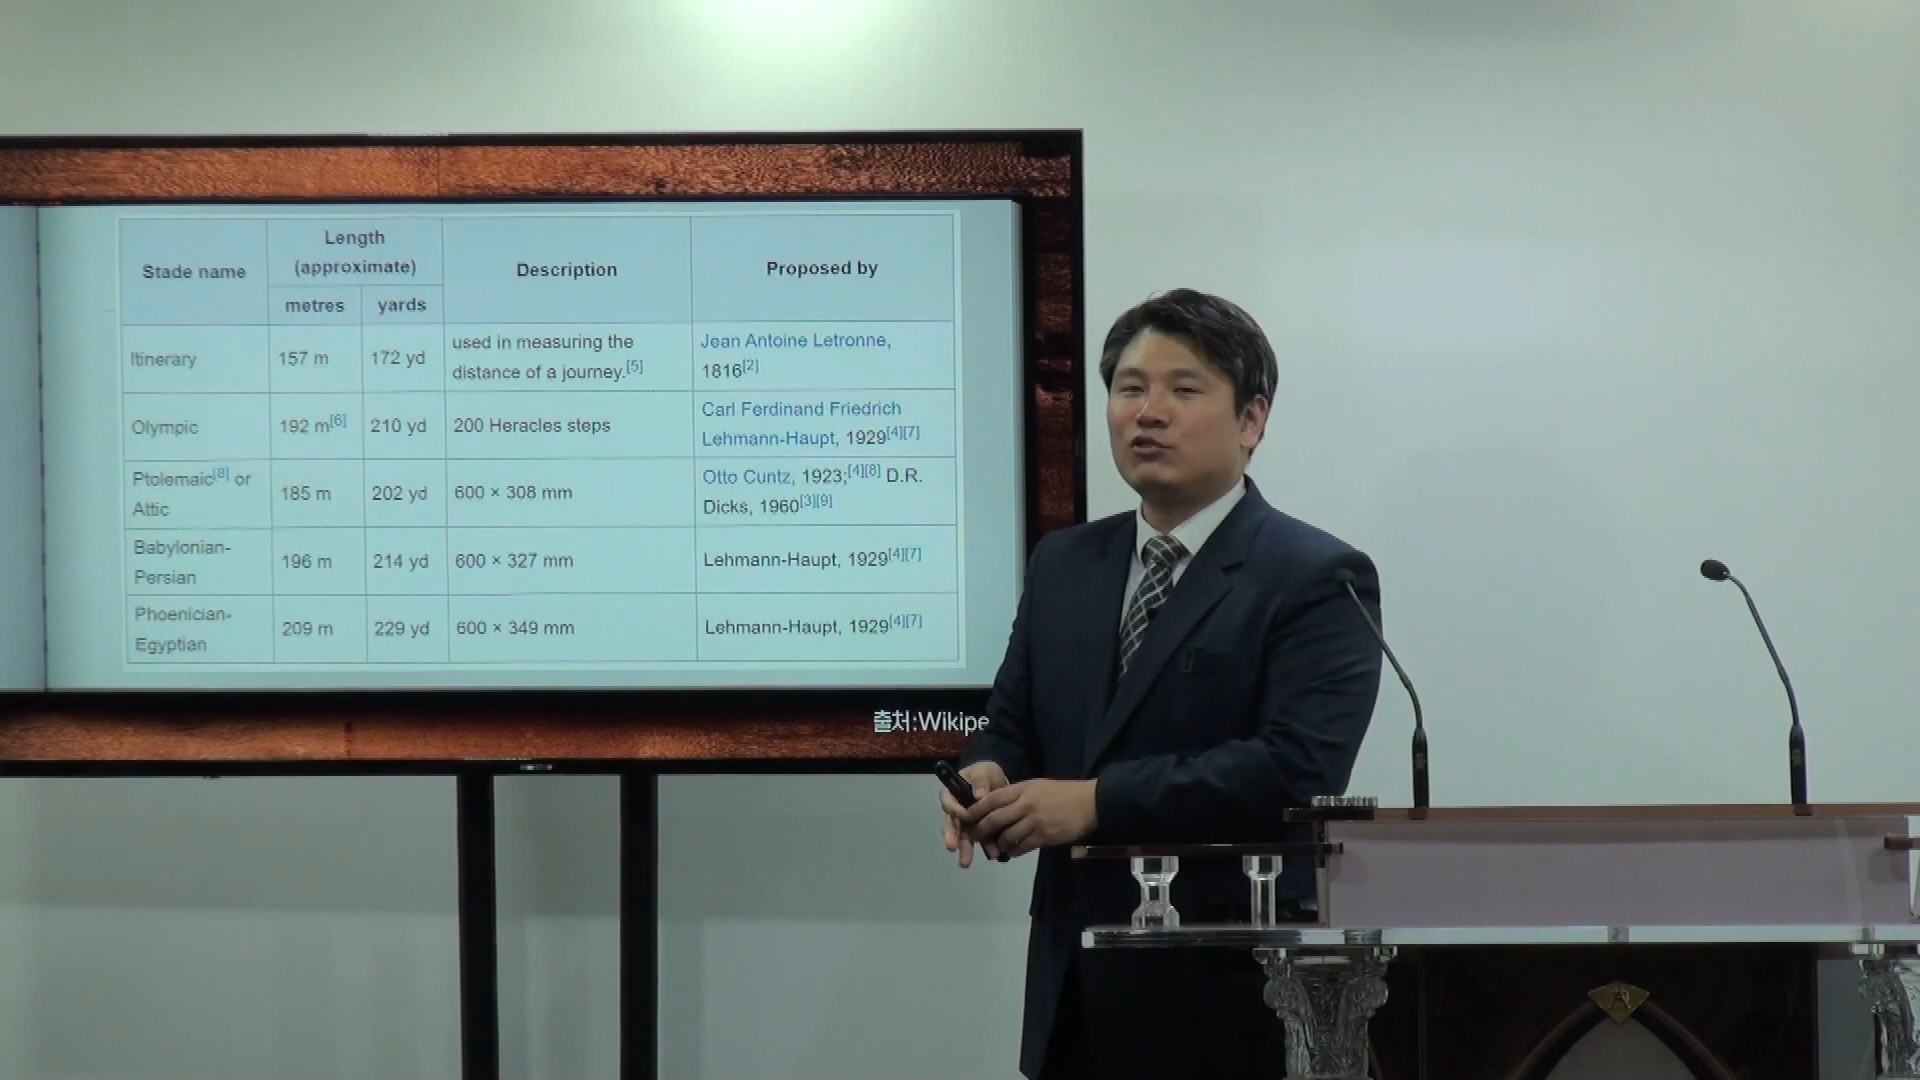 Stade name
Length
(approximate)
Description
Proposed by
metres
yards
Itinerary
157 m
172 yd
used in measuring the
distance of a journey.[5]
Jean Antoine Letronne,
1816[2]
Olympic
192 m[6]
210 yd
200 Heracles steps
Carl Ferdinand Friedrich
Lehmann-Haupt, 1929[4][7]
Ptolemaic[8] or
Attic
185 m
202 yd
600 × 308 mm
Otto Cuntz, 1923;[4][8] D.R.
Dicks, 1960[3][9]
Babylonian-
Persian
196 m
214 yd
600 × 327 mm
Lehmann-Haupt, 1929[4][7]
Phoenician-
Egyptian
209 m
229 yd
600 × 349 mm
Lehmann-Haupt, 1929[4][7]
출처:Wikipe